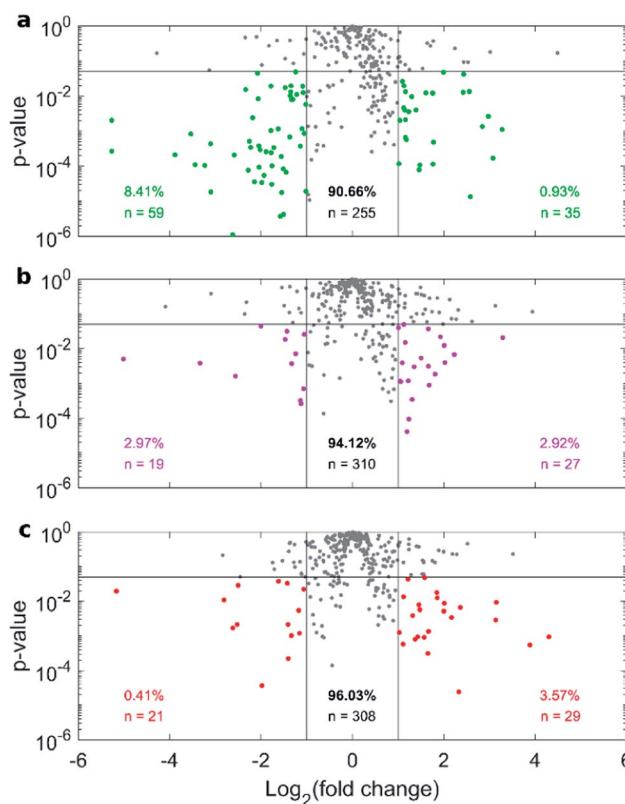 a
10^0
10^-2
10^-4
10^-6
p-value
8.41%
n = 59
90.66%
n = 255
0.93%
n = 35
b
10^0
10^-2
10^-4
10^-6
p-value
2.97%
n = 19
94.12%
n = 310
2.92%
n = 27
c
10^0
10^-2
10^-4
10^-6
p-value
0.41%
n = 21
96.03%
n = 308
3.57%
n = 29
-6 -4 -2 0 2 4 6
Log_2(fold change)